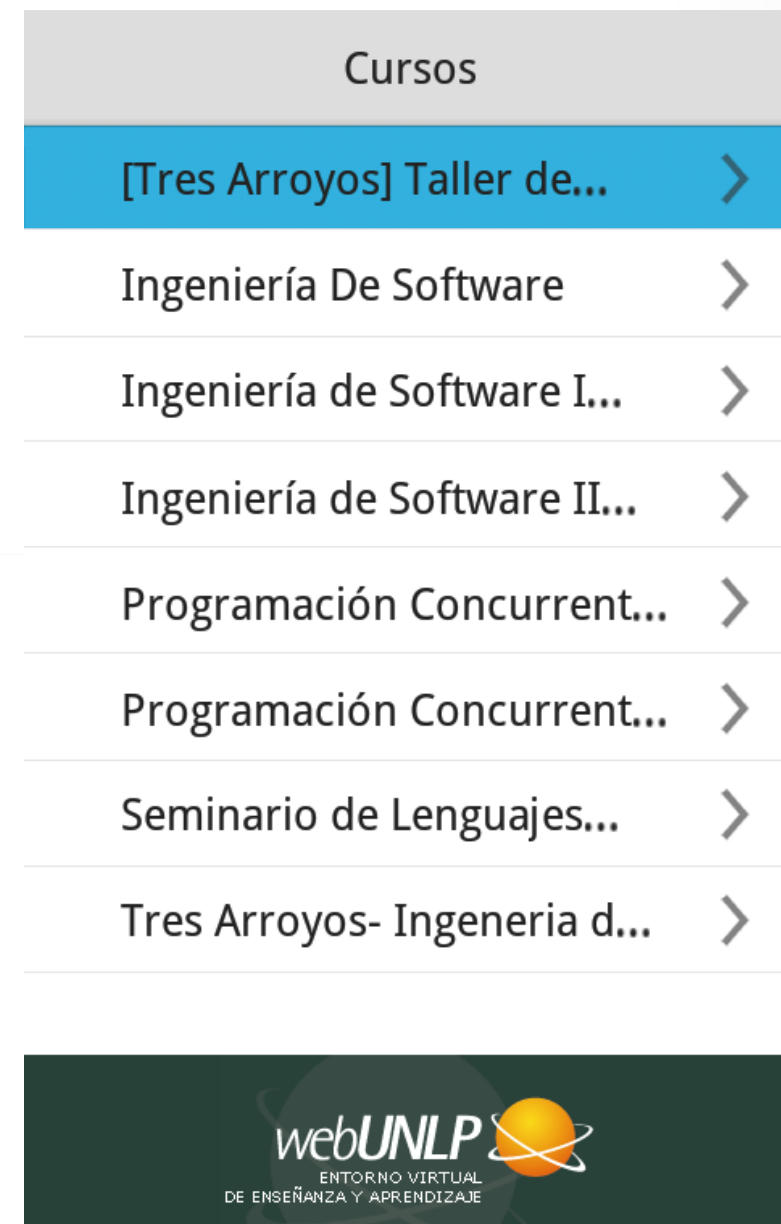 Cursos
[Tres Arroyos] Taller de...
Ingeniería De Software
Ingeniería de Software I...
Ingeniería de Software II...
Programación Concurrent...
Programación Concurrent...
Seminario de Lenguajes...
Tres Arroyos- Ingeneria d...
webUNLP
ENTORNO VIRTUAL
DE ENSEÑANZA Y APRENDIZAJE